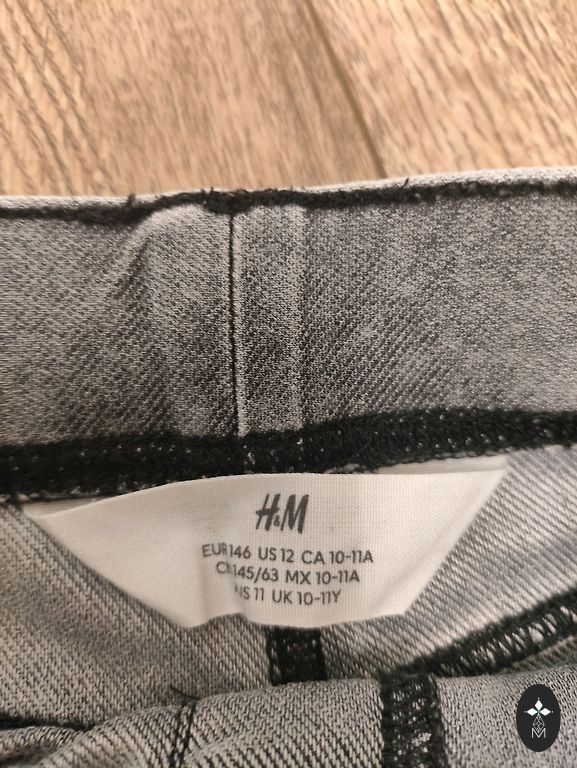 H&M
EUR146 US 12 CA 10-11A
145/63 MX 10-11A
11 UK 10-11Y
M